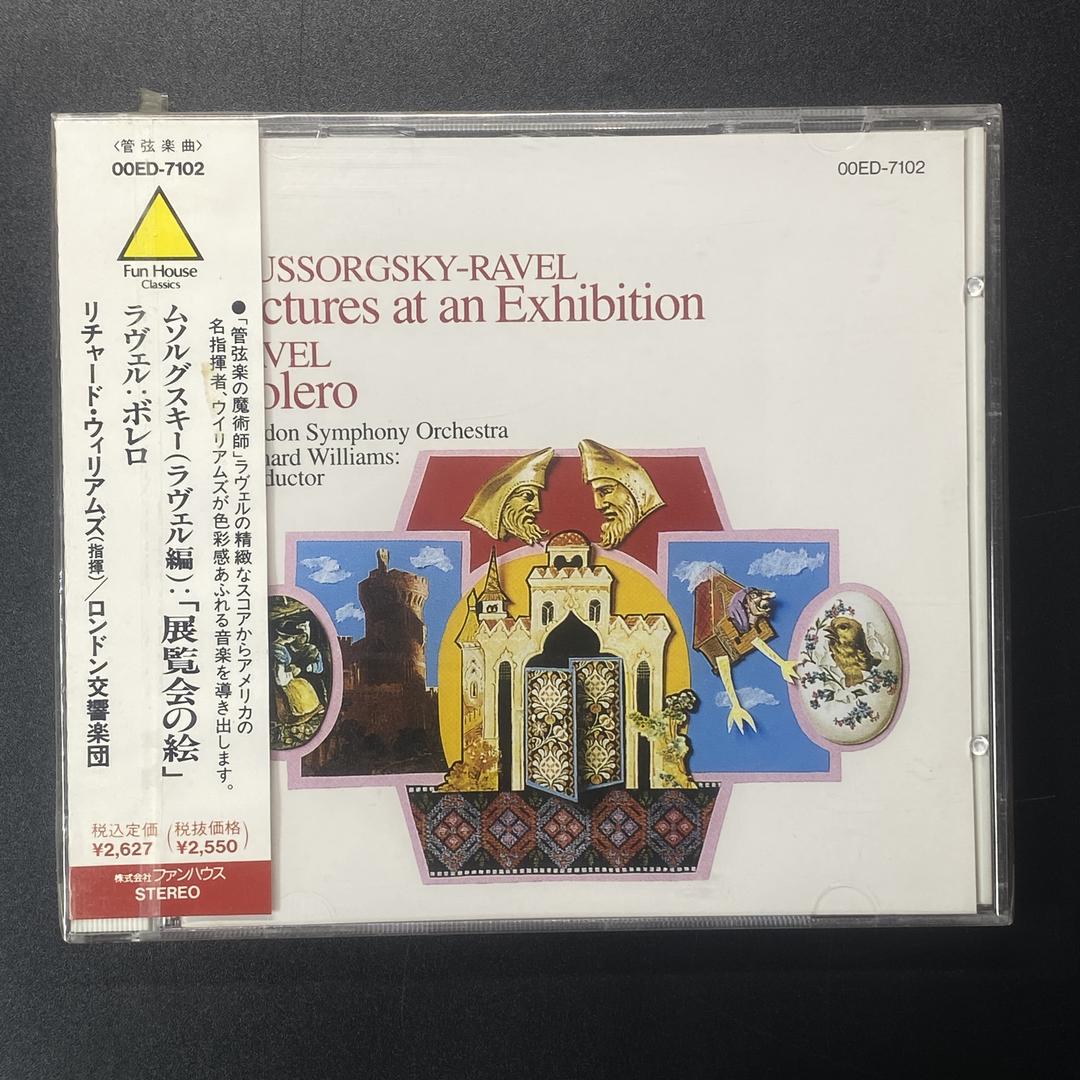 〈管弦楽曲〉
00ED-7102
Fun House
Classics
●「管弦楽の魔術師」ラヴェルの精緻なスコアからアメリカの
名指揮者、ウイリアムズが色彩感あふれる音楽を導き出します。
ムソルグスキー(ラヴェル編):「展覧会の絵」
ラヴェル:ボレロ
リチャード・ウィリアムズ(指揮)/ロンドン交響楽団
税込定価(税抜価格)
¥2,627 ¥2,550
株式会社ファンハウス
STEREO
00ED-7102
USSORGSKY-RAVEL
ctures at an Exhibition
VEL
olero
don Symphony Orchestra
hard Williams:
ductor